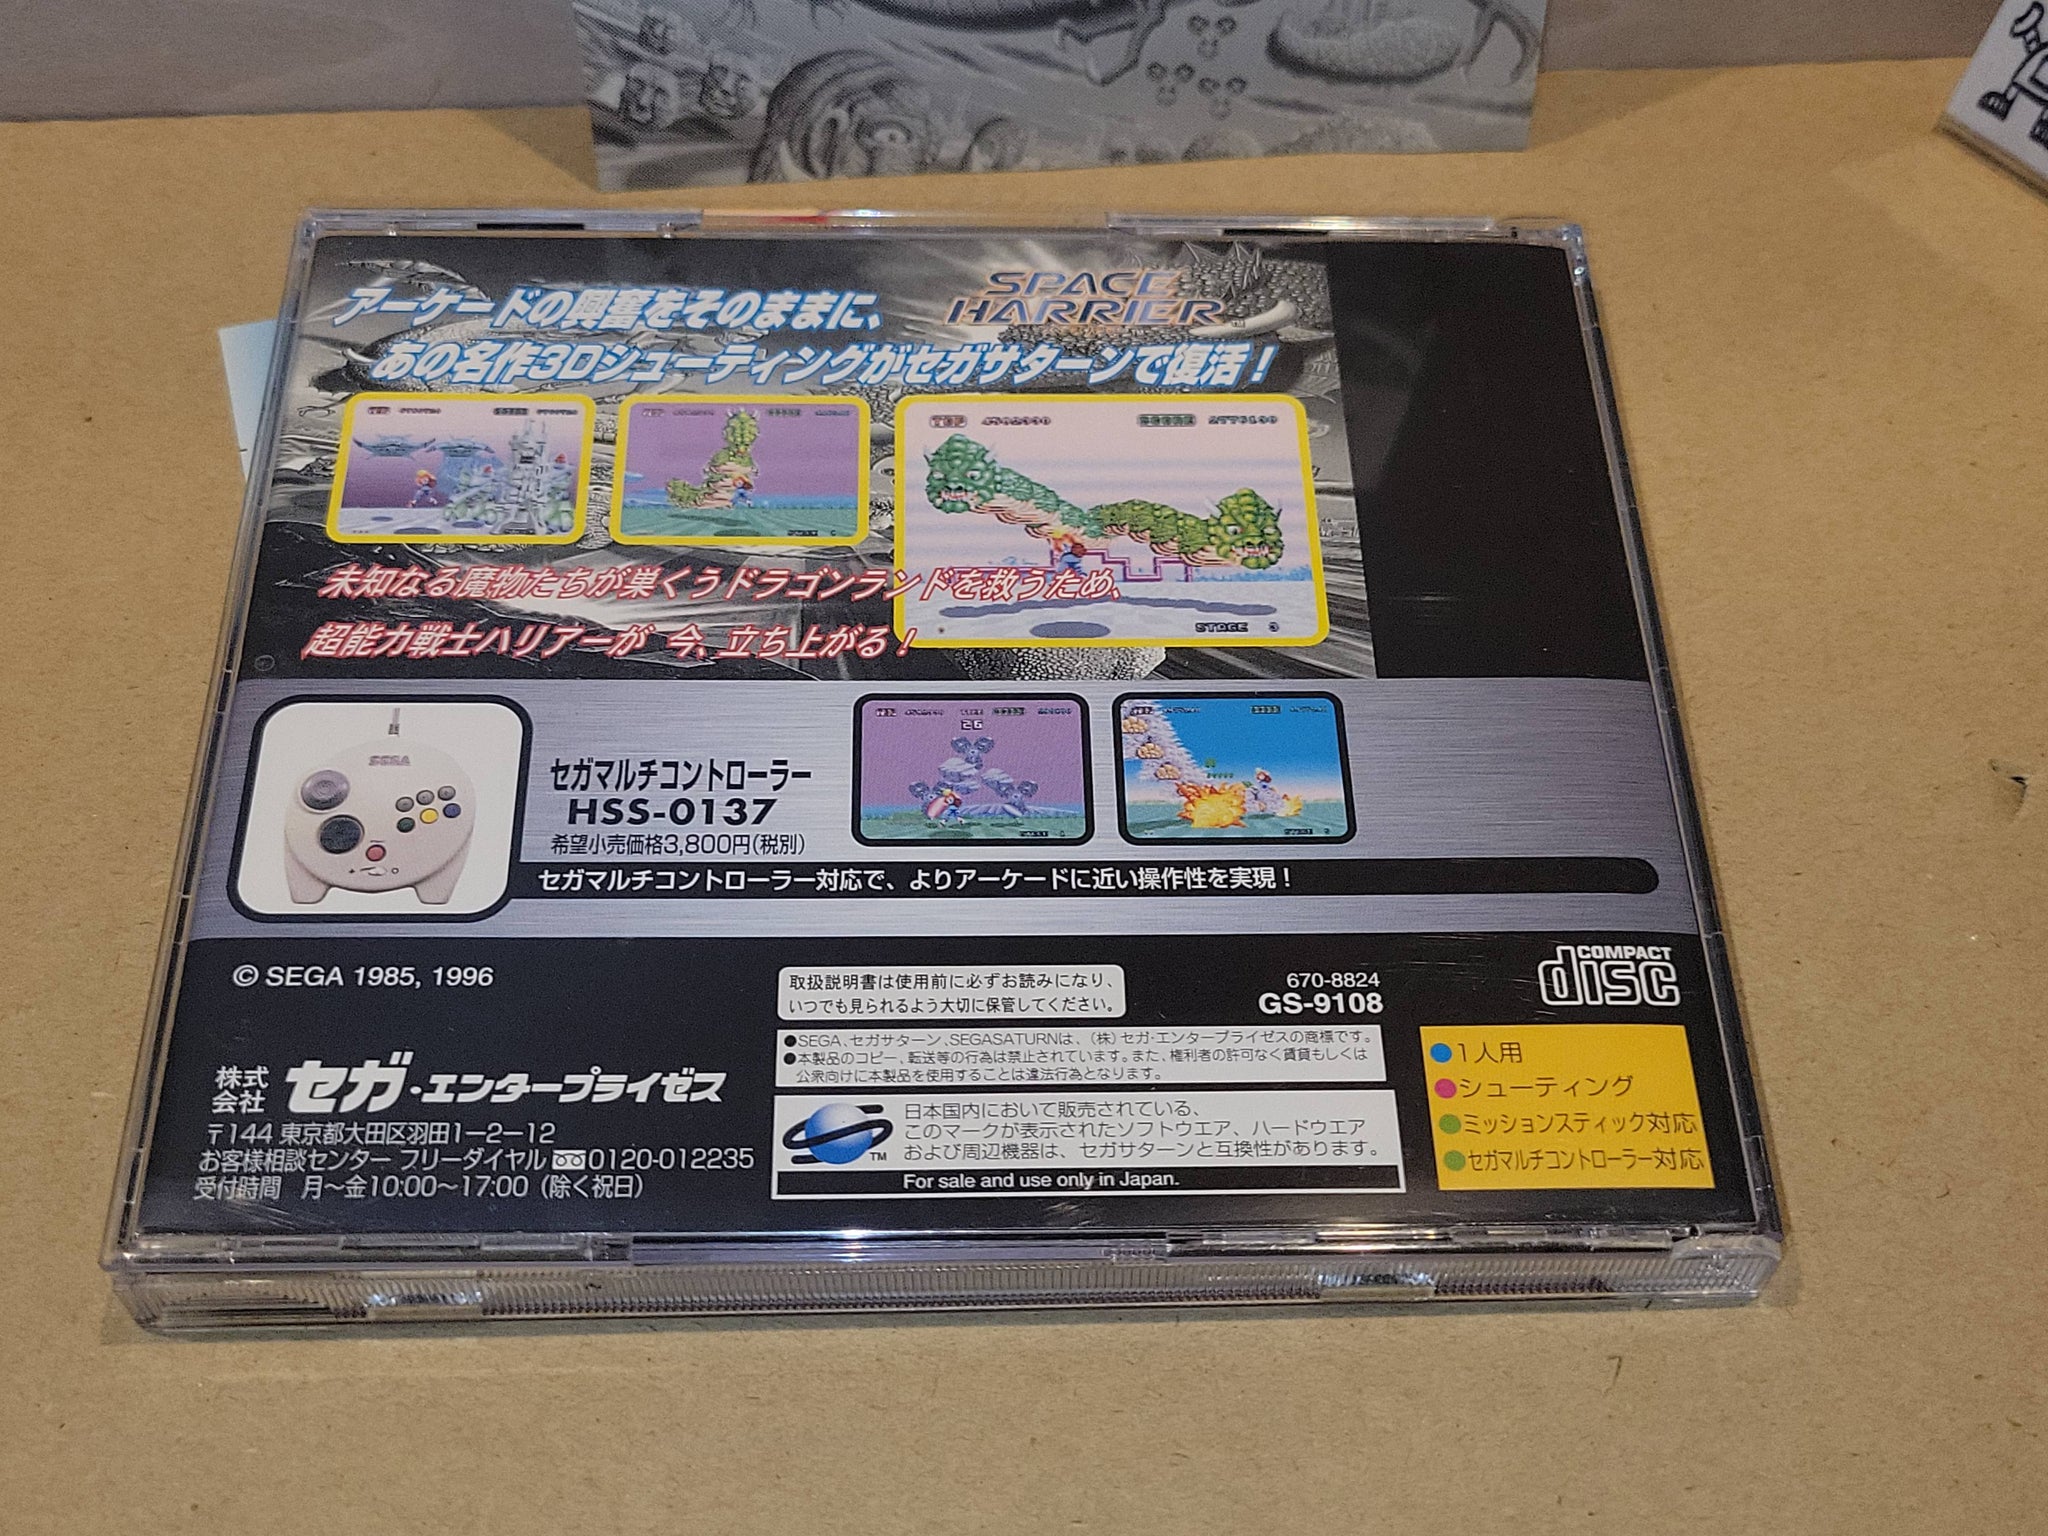 SPACE
HARRIER
アーケードの興奮をそのままに、
あの名作3Dシューティングがセガサターンで復活！
TOP 4502330 SCORE 2775190
STAGE 3
未知なる魔物たちが巣くうドラゴンランドを救うため、
超能力戦士ハリアーが 今、立ち上がる！
SEGA
セガマルチコントローラー
HSS-0137
希望小売価格3,800円(税別)
26
セガマルチコントローラー対応で、よりアーケードに近い操作性を実現！
© SEGA 1985, 1996
取扱説明書は使用前に必ずお読みになり、
いつでも見られるよう大切に保管してください。
670-8824
GS-9108
COMPACT
disc
●SEGA、セガサターン、SEGASATURNは、(株)セガ・エンタープライゼスの商標です。
●本製品のコピー、転送等の行為は禁止されています。また、権利者の許可なく賃貸もしくは
公衆向けに本製品を使用することは違法行為となります。
株式会社 セガ・エンタープライゼス
〒144 東京都大田区羽田1－2－12
お客様相談センター フリーダイヤル 0120-012235
受付時間 月～金10:00～17:00（除く祝日）
日本国内において販売されている、
このマークが表示されたソフトウエア、ハードウエア
および周辺機器は、セガサターンと互換性があります。
TM
For sale and use only in Japan.
●1人用
●シューティング
●ミッションスティック対応
●セガマルチコントローラー対応